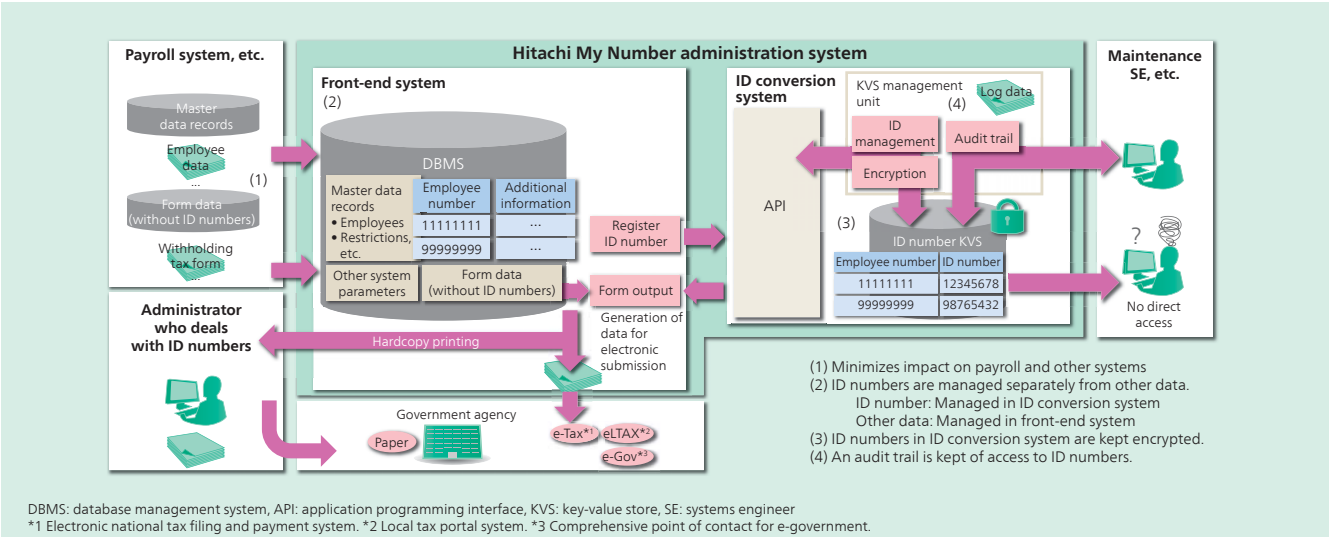 Hitachi My Number administration system
Payroll system, etc.
Master
data records
Employee
data
...
(1)
Form data
(without ID numbers)
Withholding
tax form
...
Administrator
who deals
with ID numbers
Front-end system
(2)
DBMS
Master data
records
• Employees
• Restrictions,
etc.
Employee
number
Additional
information
11111111
...
99999999
...
Other system
parameters
Form data
(without ID numbers)
Register
ID number
Form output
Generation of
data for
electronic
submission
Hardcopy printing
Government agency
Paper
e-Tax*1
eLTAX*2
e-Gov*3
ID conversion
system
API
KVS management
unit
(4)
Log data
ID
management
Audit trail
Encryption
(3)
ID number KVS
Employee number
ID number
11111111
12345678
99999999
98765432
Maintenance
SE, etc.
?
No direct
access
(1) Minimizes impact on payroll and other systems
(2) ID numbers are managed separately from other data.
ID number: Managed in ID conversion system
Other data: Managed in front-end system
(3) ID numbers in ID conversion system are kept encrypted.
(4) An audit trail is kept of access to ID numbers.
DBMS: database management system, API: application programming interface, KVS: key-value store, SE: systems engineer
*1 Electronic national tax filing and payment system. *2 Local tax portal system. *3 Comprehensive point of contact for e-government.